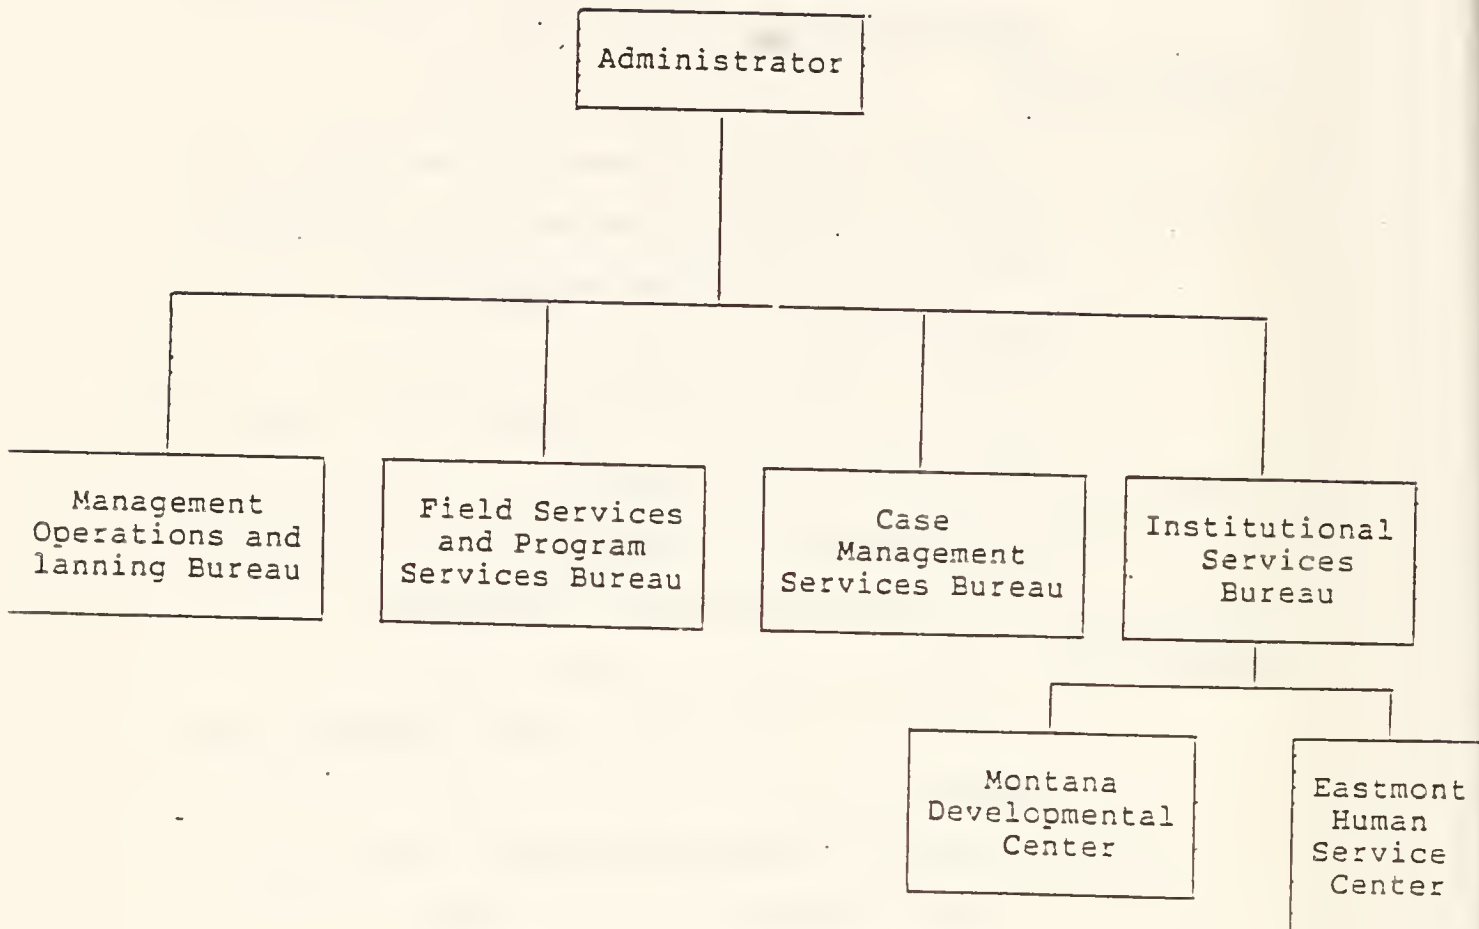 Administrator
Management
Operations and
lanning Bureau
Field Services
and Program
Services Bureau
Case
Management
Services Bureau
Institutional
Services
Bureau
Montana
Developmental
Center
Eastmont
Human
Service
Center